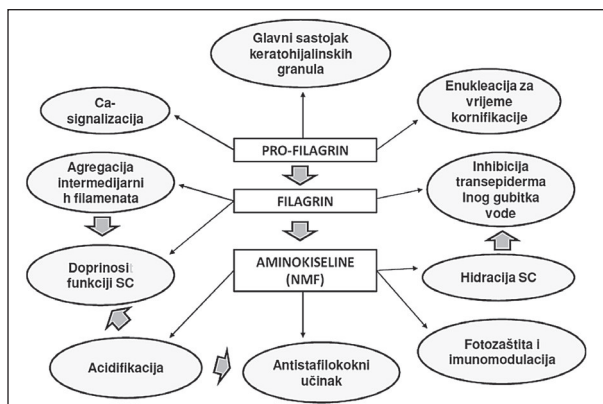 Glavni sastojak
keratohijalinskih
granula
Ca-
signalizacija
Enukleacija za
vrijeme
kornifikacije
PRO-FILAGRIN
Agregacija
intermedijarni
h filamenata
FILAGRIN
Inhibicija
transepiderma
lnog gubitka
vode
Doprinosi
funkciji SC
AMINOKISELINE
(NMF)
Hidracija SC
Acidifikacija
Antistafilokokni
učinak
Fotozaštita i
imunomodulacija